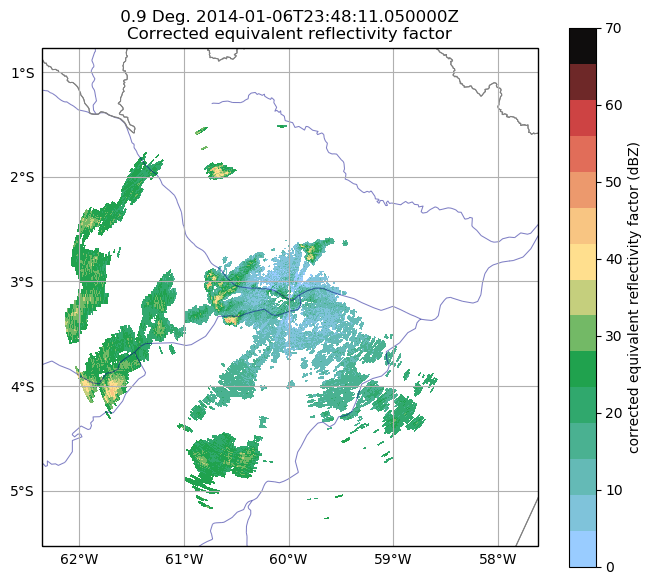 0.9 Deg. 2014-01-06T23:48:11.050000Z
Corrected equivalent reflectivity factor
1°S
2°S
3°S
4°S
5°S
62°W 61°W 60°W 59°W 58°W
70
60
50
40
30
20
10
0
corrected equivalent reflectivity factor (dBZ)